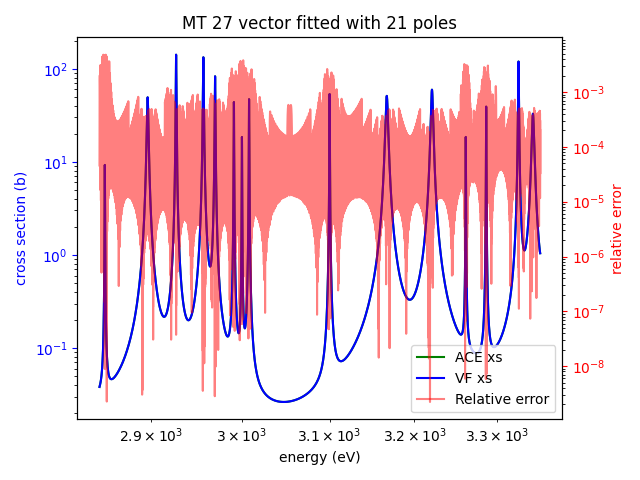 MT 27 vector fitted with 21 poles
cross section (b)
10²
10¹
10⁰
10⁻¹
10⁻³
10⁻⁴
10⁻⁵
10⁻⁶
10⁻⁷
10⁻⁸
relative error
ACE xs
VF xs
Relative error
2.9 × 10³ 3 × 10³ 3.1 × 10³ 3.2 × 10³ 3.3 × 10³
energy (eV)